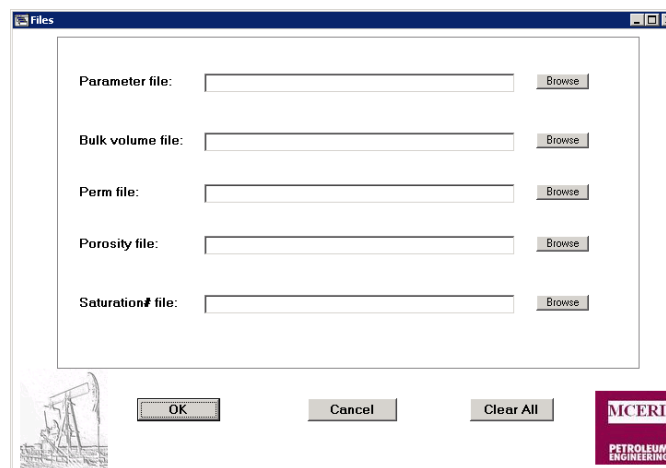 Files
Parameter file:
Browse
Bulk volume file:
Browse
Perm file:
Browse
Porosity file:
Browse
Saturation# file:
Browse
OK
Cancel
Clear All
MCERI
PETROLEUM
ENGINEERING